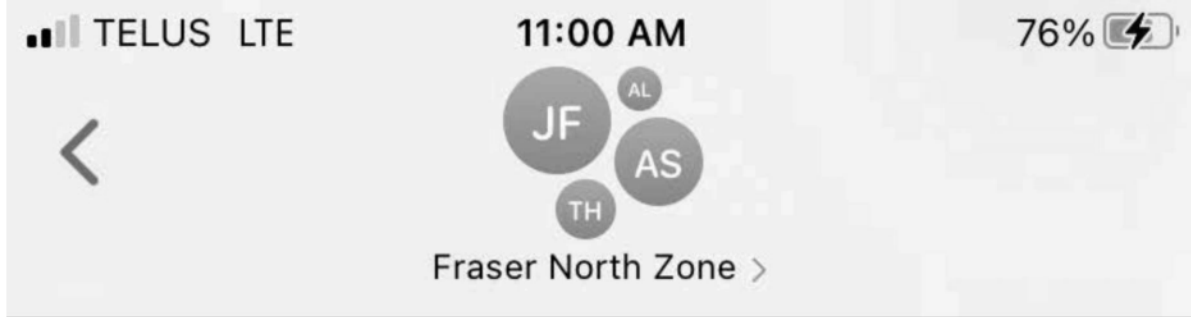 TELUS LTE 11:00 AM 76%
JF AL
AS
TH
Fraser North Zone